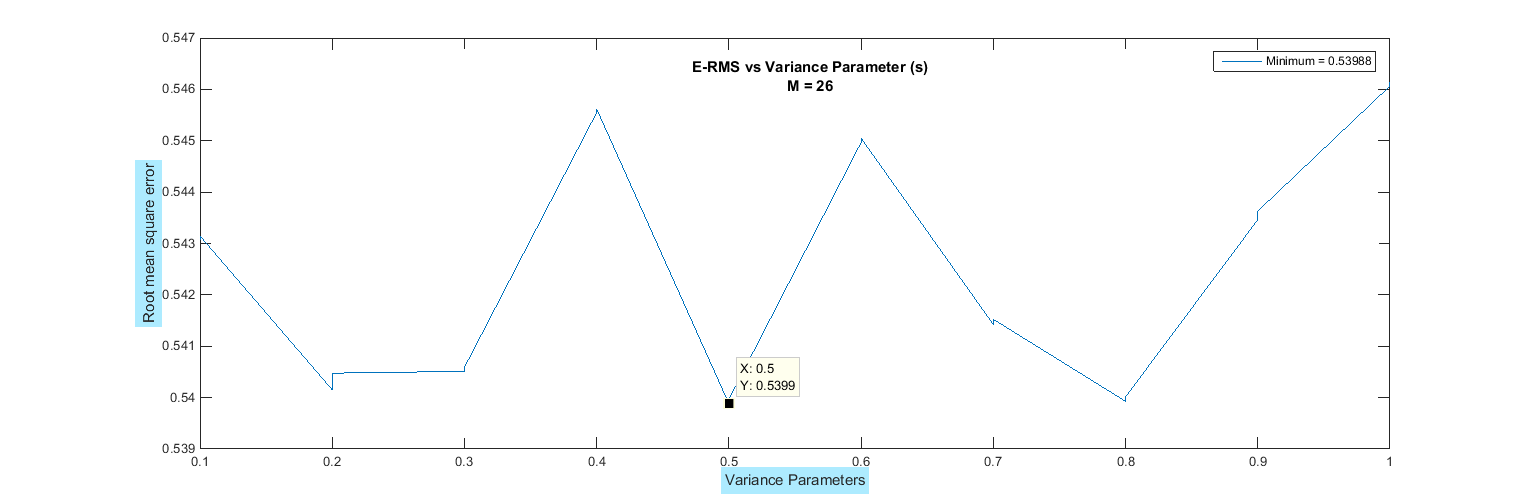 E-RMS vs Variance Parameter (s)
M = 26
Minimum = 0.53988
0.547
0.546
0.545
0.544
0.543
0.542
0.541
0.54
0.539
Root mean square error
X: 0.5
Y: 0.5399
0.1 0.2 0.3 0.4 0.5 0.6 0.7 0.8 0.9 1
Variance Parameters